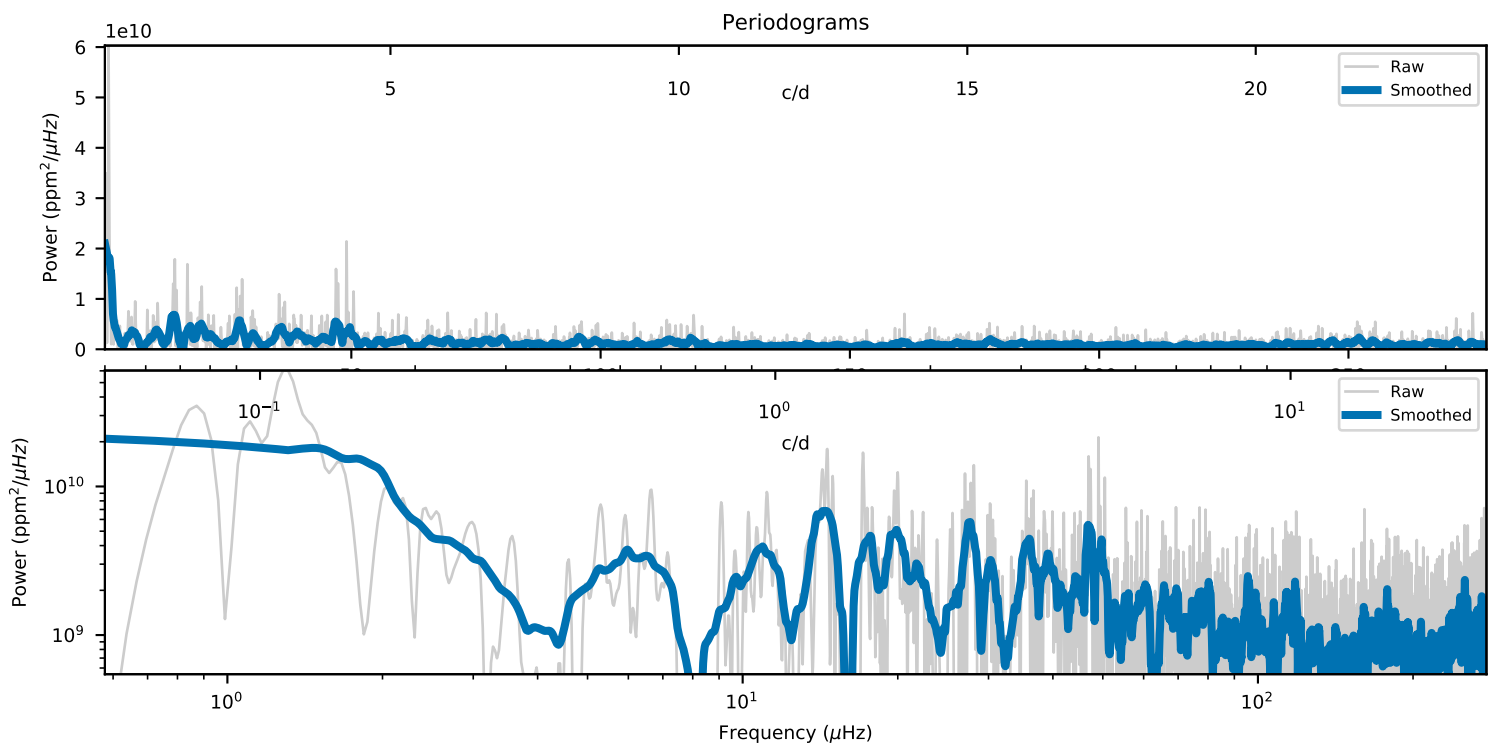 Periodograms
1e10
6
5
4
3
2
1
0
Power (ppm²/μHz)
5
10
15
20
c/d
Raw
Smoothed
10⁻¹
10⁰
10¹
c/d
Raw
Smoothed
10¹⁰
10⁹
Power (ppm²/μHz)
10⁰
10¹
10²
Frequency (μHz)